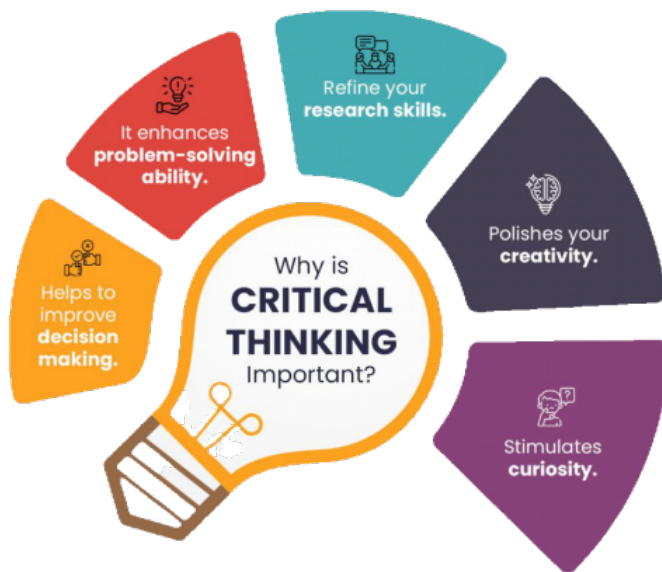 Why is
CRITICAL
THINKING
Important?
Helps to
improve
decision
making.
It enhances
problem-solving
ability.
Refine your
research skills.
Polishes your
creativity.
Stimulates
curiosity.